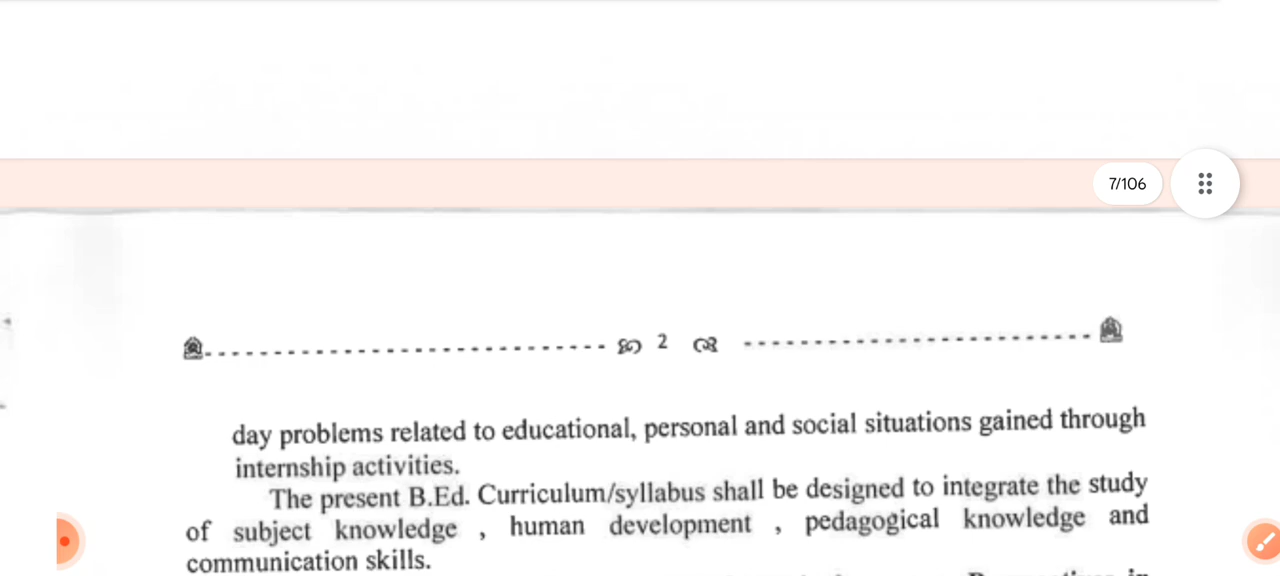 7/106
2
day problems related to educational, personal and social situations gained through
internship activities.
The present B.Ed. Curriculum/syllabus shall be designed to integrate the study
of subject knowledge , human development , pedagogical knowledge and
communication skills.